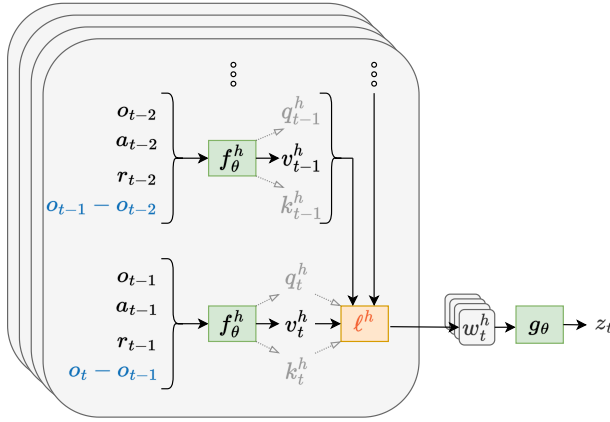 o_{t-2}
a_{t-2}
r_{t-2}
o_{t-1} − o_{t-2}
f_θ^h
q_{t-1}^h
v_{t-1}^h
k_{t-1}^h
o_{t-1}
a_{t-1}
r_{t-1}
o_t − o_{t-1}
f_θ^h
q_t^h
v_t^h
k_t^h
ℓ^h
w_t^h
g_θ
z_t